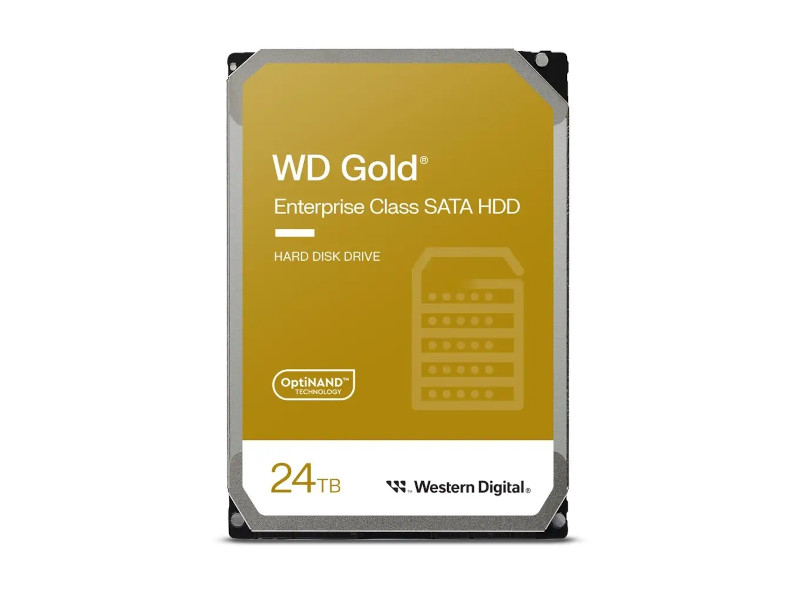 WD Gold®
Enterprise Class SATA HDD
HARD DISK DRIVE
OptiNAND™
TECHNOLOGY
24TB
Western Digital®